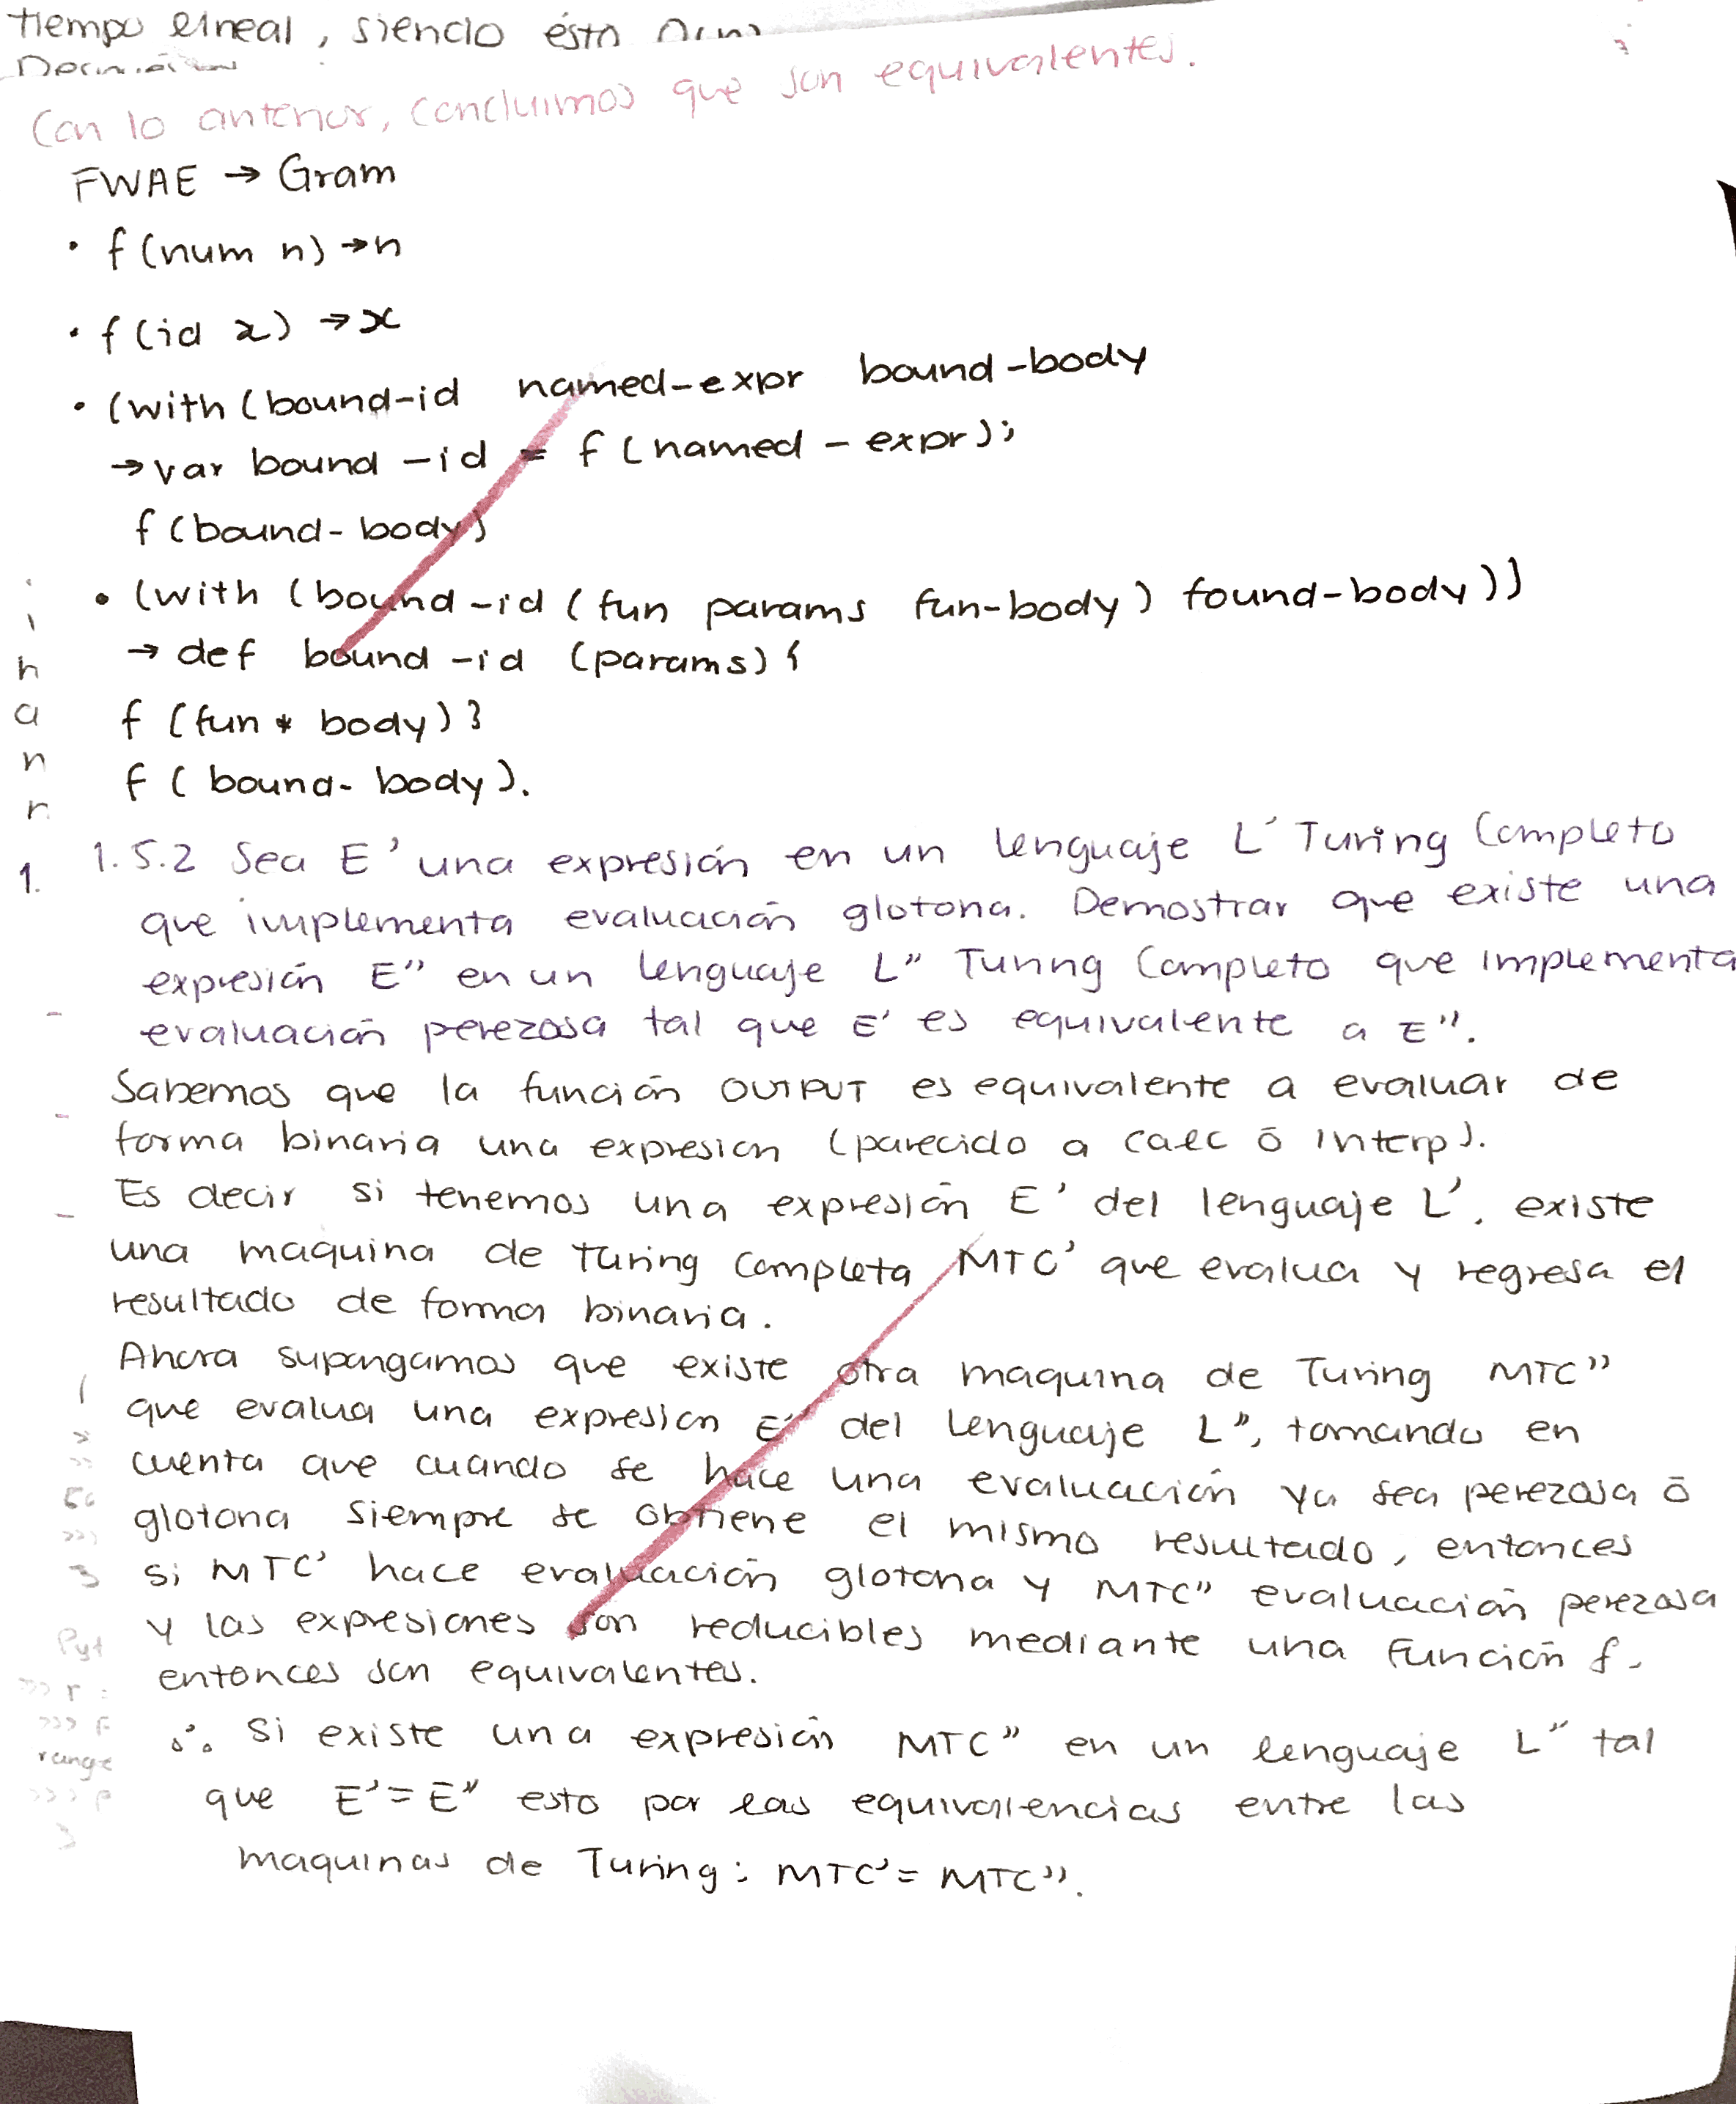 tiempo lineal, siendo ésta
Con lo anterior, concluimos que son equivalentes.
FWAE → Gram
• f(num n) → n
• f(id x) → x
• (with (bound-id named-expr bound-body
→ var bound-id = f(named-expr);
f(bound-body)
• (with (bound-id (fun params fun-body) found-body))
→ def bound-id (params) {
f (fun * body) }
f (bound-body).
1. 1.5.2 Sea E' una expresión en un lenguaje L' Turing Completo
que implementa evaluación glotona. Demostrar que existe una
expresión E'' en un lenguaje L'' Turing Completo que implementa
evaluación perezosa tal que E' es equivalente a E''.
Sabemos que la función OUTPUT es equivalente a evaluar de
forma binaria una expresion (parecido a calc ó interp).
Es decir si tenemos una expresión E' del lenguaje L', existe
una maquina de Turing completa MTC' que evalua y regresa el
resultado de forma binaria.
Ahora supongamos que existe otra maquina de Turing MTC''
que evalua una expresion E'' del lenguaje L'', tomando en
cuenta que cuando se hace una evaluación ya sea perezosa ó
glotona siempre se obtiene el mismo resultado, entonces
si MTC' hace evaluación glotona y MTC'' evaluación perezosa
y las expresiones son reducibles mediante una función f.
entonces son equivalentes.
∴ Si existe una expresión MTC'' en un lenguaje L'' tal
que E'=E'' esto por las equivalencias entre las
maquinas de Turing: MTC'= MTC''.